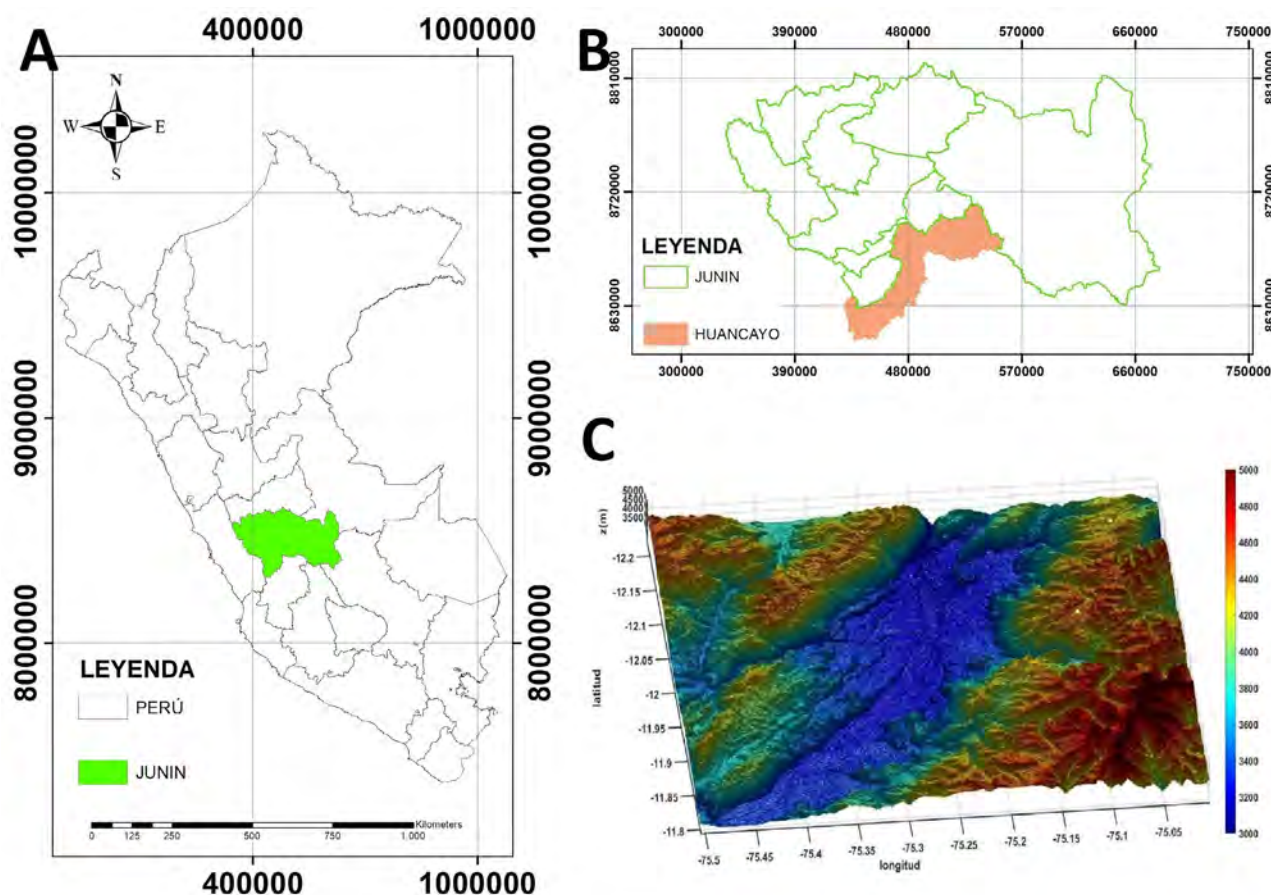 A
400000 1000000
N
W E
S
10000000
9000000
8000000
LEYENDA
PERÚ
JUNIN
Kilometers
0 125 250 500 750 1.000
400000 1000000
B
300000 390000 480000 570000 660000 750000
8810000 8810000
8720000 8720000
8630000 8630000
LEYENDA
JUNIN
HUANCAYO
300000 390000 480000 570000 660000 750000
C
5000
4500
4000
3500
z(m)
-12.2
-12.15
-12.1
-12.05
-12
-11.95
-11.9
-11.85
-11.8
latitud
-75.5 -75.45 -75.4 -75.35 -75.3 -75.25 -75.2 -75.15 -75.1 -75.05
longitud
5000
4800
4600
4400
4200
4000
3800
3600
3400
3200
3000